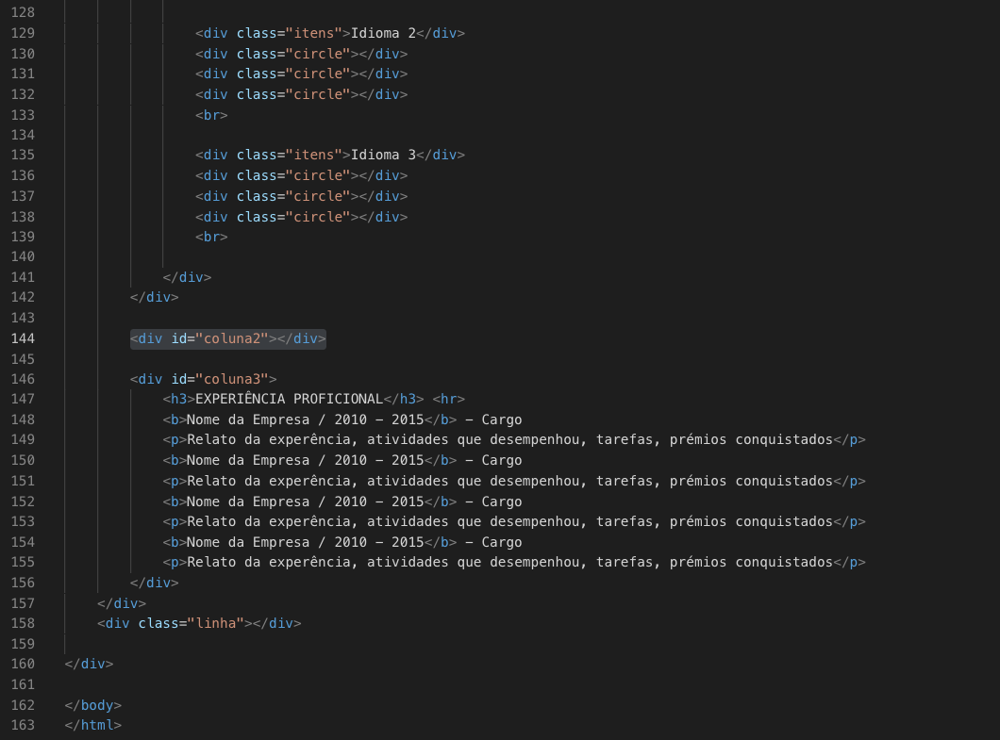 128
129 <div class="itens">Idioma 2</div>
130 <div class="circle"></div>
131 <div class="circle"></div>
132 <div class="circle"></div>
133 <br>
134
135 <div class="itens">Idioma 3</div>
136 <div class="circle"></div>
137 <div class="circle"></div>
138 <div class="circle"></div>
139 <br>
140
141 </div>
142 </div>
143
144 <div id="coluna2"></div>
145
146 <div id="coluna3">
147 <h3>EXPERIÊNCIA PROFICIONAL</h3> <hr>
148 <b>Nome da Empresa / 2010 – 2015</b> – Cargo
149 <p>Relato da experência, atividades que desempenhou, tarefas, prémios conquistados</p>
150 <b>Nome da Empresa / 2010 – 2015</b> – Cargo
151 <p>Relato da experência, atividades que desempenhou, tarefas, prémios conquistados</p>
152 <b>Nome da Empresa / 2010 – 2015</b> – Cargo
153 <p>Relato da experência, atividades que desempenhou, tarefas, prémios conquistados</p>
154 <b>Nome da Empresa / 2010 – 2015</b> – Cargo
155 <p>Relato da experência, atividades que desempenhou, tarefas, prémios conquistados</p>
156 </div>
157 </div>
158 <div class="linha"></div>
159
160 </div>
161
162 </body>
163 </html>